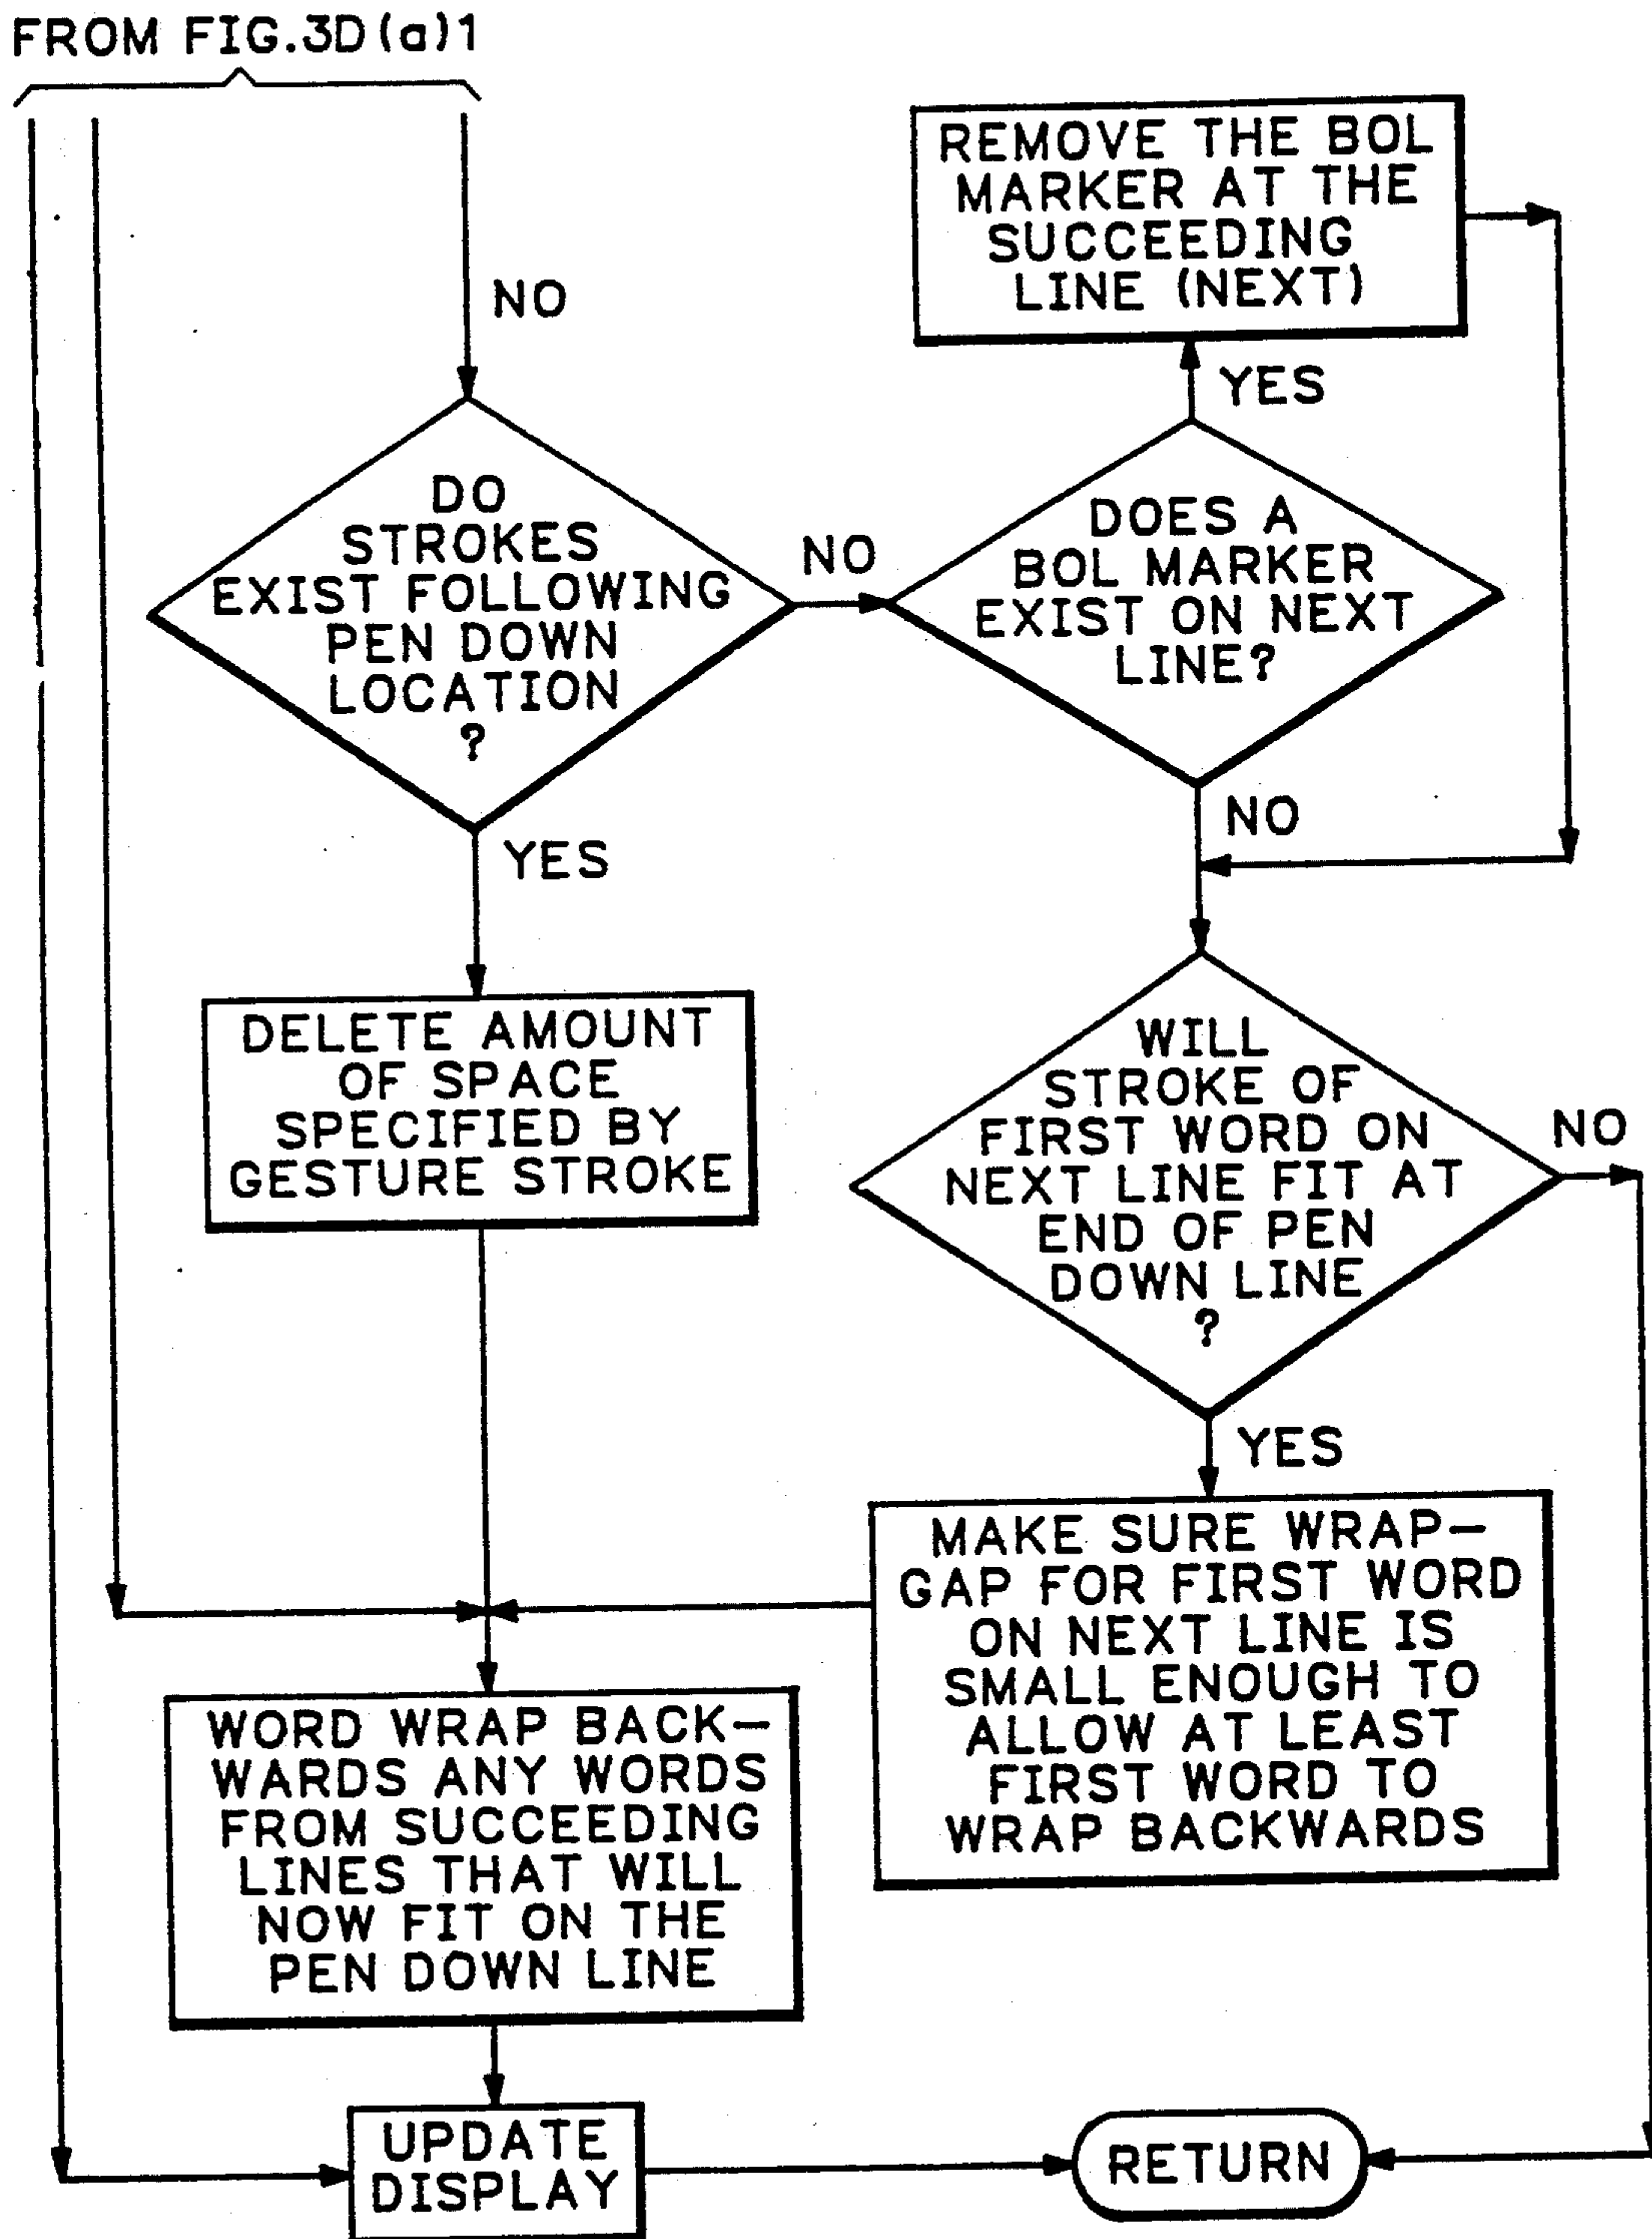 FROM FIG.3D(a)1
NO
DO
STROKES
EXIST FOLLOWING
PEN DOWN
LOCATION
?
NO
YES
REMOVE THE BOL
MARKER AT THE
SUCCEEDING
LINE (NEXT)
YES
DOES A
BOL MARKER
EXIST ON NEXT
LINE?
NO
DELETE AMOUNT
OF SPACE
SPECIFIED BY
GESTURE STROKE
WILL
STROKE OF
FIRST WORD ON
NEXT LINE FIT AT
END OF PEN
DOWN LINE
?
NO
YES
MAKE SURE WRAP-
GAP FOR FIRST WORD
ON NEXT LINE IS
SMALL ENOUGH TO
ALLOW AT LEAST
FIRST WORD TO
WRAP BACKWARDS
WORD WRAP BACK-
WARDS ANY WORDS
FROM SUCCEEDING
LINES THAT WILL
NOW FIT ON THE
PEN DOWN LINE
UPDATE
DISPLAY
RETURN